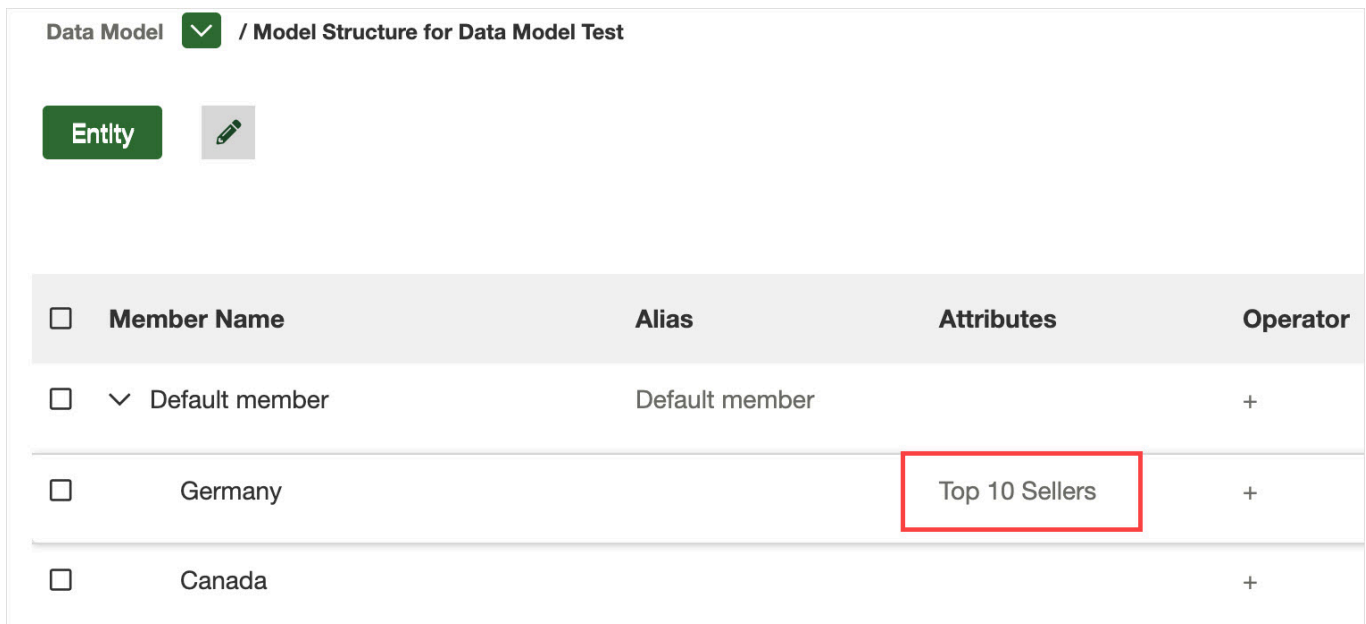 Data Model / Model Structure for Data Model Test
Entity
Member Name Alias Attributes Operator
Default member Default member +
Germany Top 10 Sellers +
Canada +